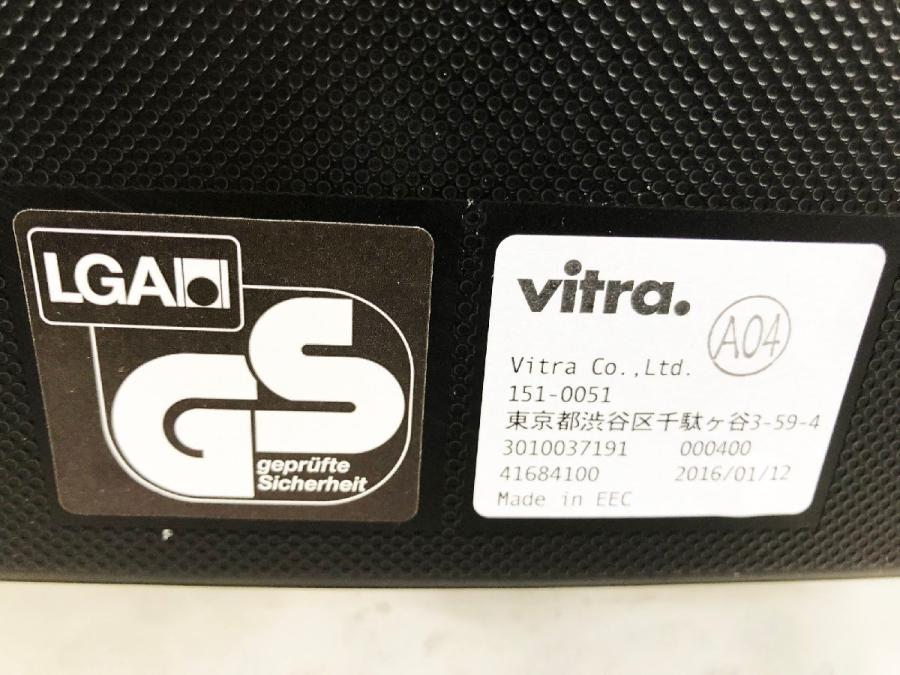 LGA
GS
geprüfte
Sicherheit
vitra.
A04
Vitra Co.,Ltd.
151-0051
東京都渋谷区千駄ヶ谷3-59-4
3010037191 000400
41684100 2016/01/12
Made in EEC